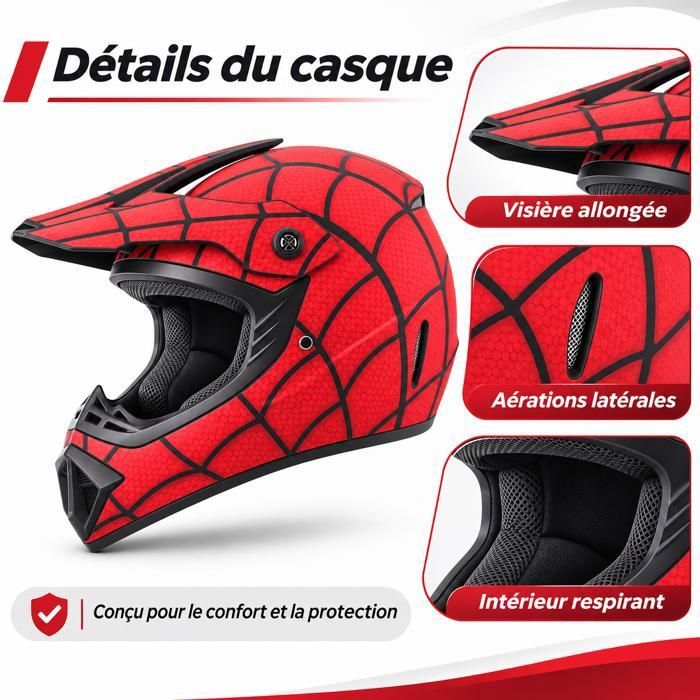 Détails du casque
Visière allongée
Aérations latérales
Intérieur respirant
Conçu pour le confort et la protection